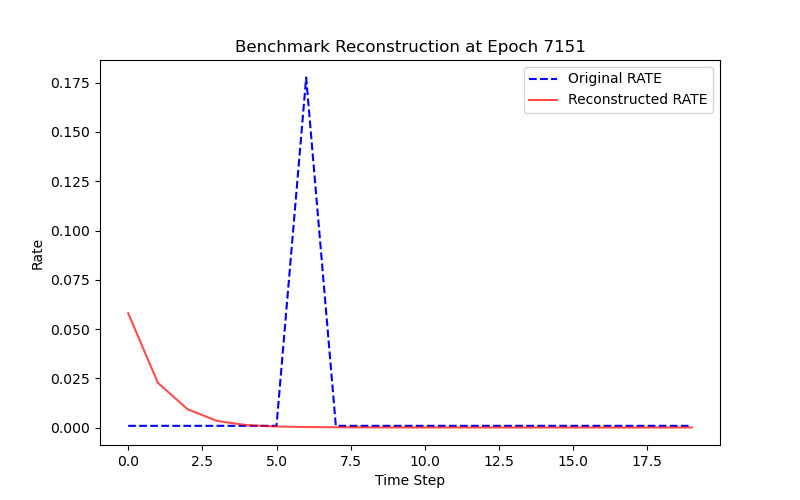 Benchmark Reconstruction at Epoch 7151
Original RATE
Reconstructed RATE
Rate
0.175
0.150
0.125
0.100
0.075
0.050
0.025
0.000
0.0 2.5 5.0 7.5 10.0 12.5 15.0 17.5
Time Step